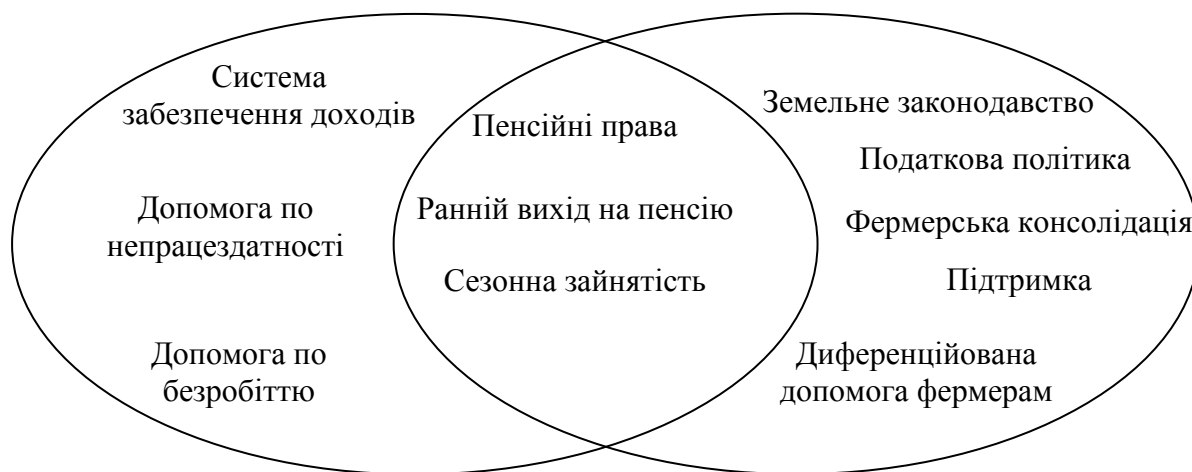 Система
забезпечення доходів
Допомога по
непрацездатності
Допомога по
безробіттю
Пенсійні права
Ранній вихід на пенсію
Сезонна зайнятість
Земельне законодавство
Податкова політика
Фермерська консолідація
Підтримка
Диференційована
допомога фермерам